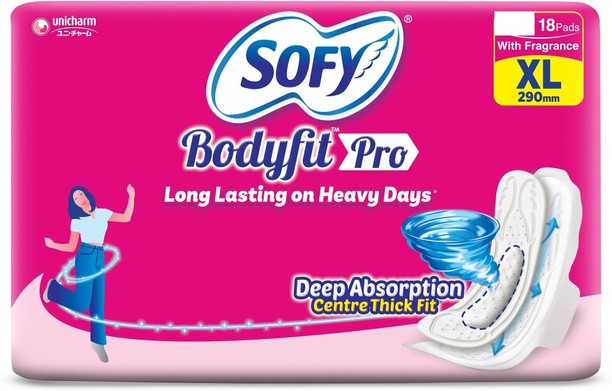 unicharm
ユニ・チャーム
SOFY®
18Pads
With Fragrance
XL
290mm
Bodyfit™ Pro
Long Lasting on Heavy Days*
Deep Absorption
Centre Thick Fit